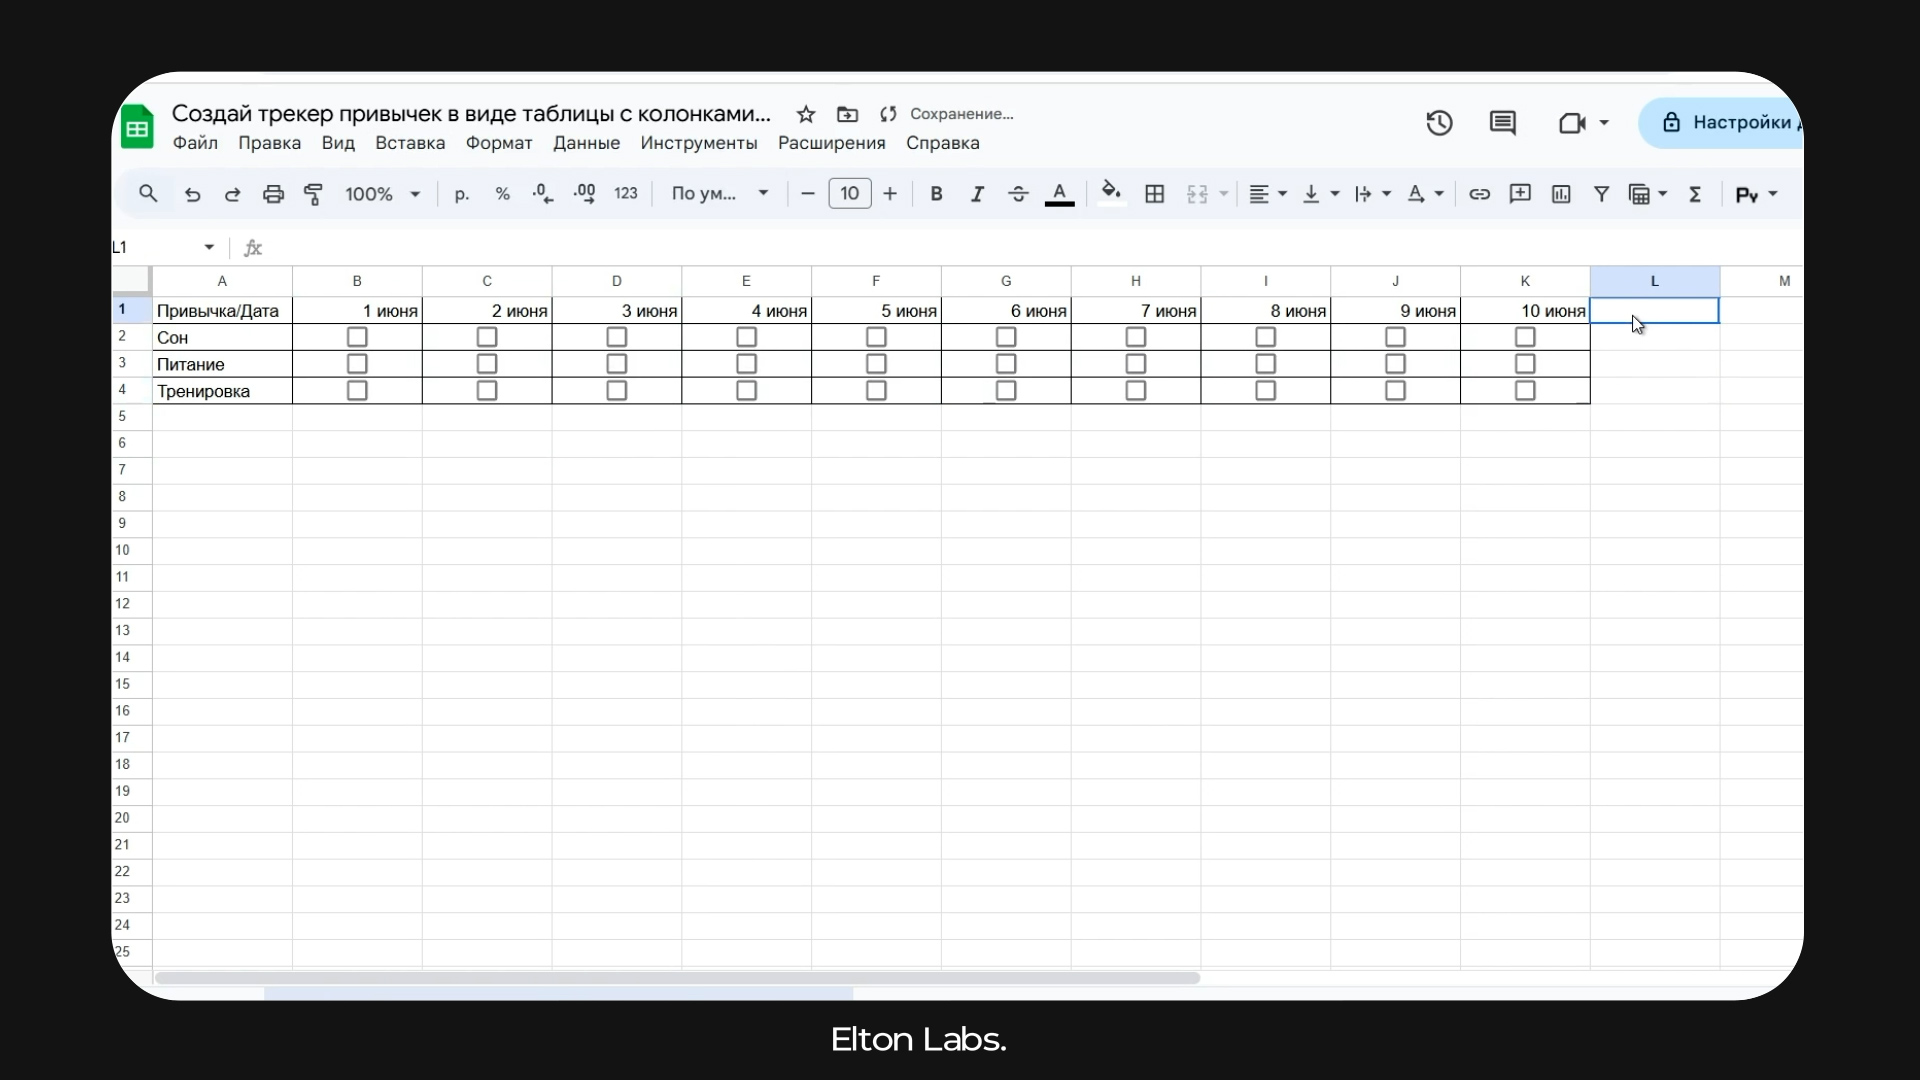 Создай трекер привычек в виде таблицы с колонками... Сохранение...
Файл Правка Вид Вставка Формат Данные Инструменты Расширения Справка
Настройки
100% р. % .0 .00 123 По ум... − 10 + B I S A Σ
L1 fx
A B C D E F G H I J K L M
1 Привычка/Дата 1 июня 2 июня 3 июня 4 июня 5 июня 6 июня 7 июня 8 июня 9 июня 10 июня
2 Сон
3 Питание
4 Тренировка
5
6
7
8
9
10
11
12
13
14
15
16
17
18
19
20
21
22
23
24
25
Elton Labs.